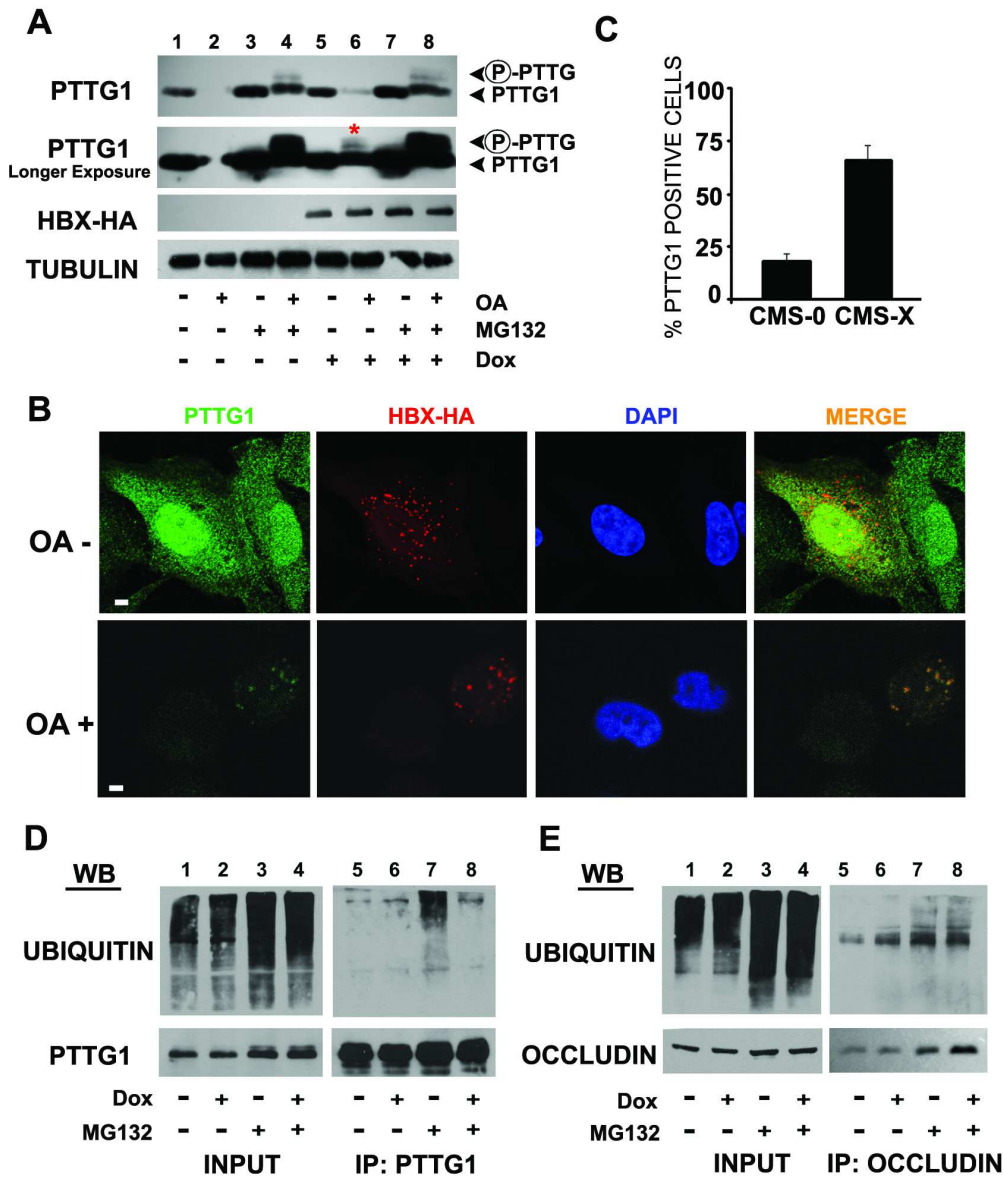 A
1 2 3 4 5 6 7 8
PTTG1
P-PTTG
PTTG1
*
PTTG1
Longer Exposure
P-PTTG
PTTG1
HBX-HA
TUBULIN
- + - + - + - + OA
- - + + - - + + MG132
- - - - + + + + Dox
C
% PTTG1 POSITIVE CELLS
100
75
50
25
0
CMS-0 CMS-X
B
PTTG1 HBX-HA DAPI MERGE
OA -
OA +
D
WB
1 2 3 4 5 6 7 8
UBIQUITIN
PTTG1
Dox - + - + - + - +
MG132 - - + + - - + +
INPUT IP: PTTG1
E
WB
1 2 3 4 5 6 7 8
UBIQUITIN
OCCLUDIN
Dox - + - + - + - +
MG132 - - + + - - + +
INPUT IP: OCCLUDIN